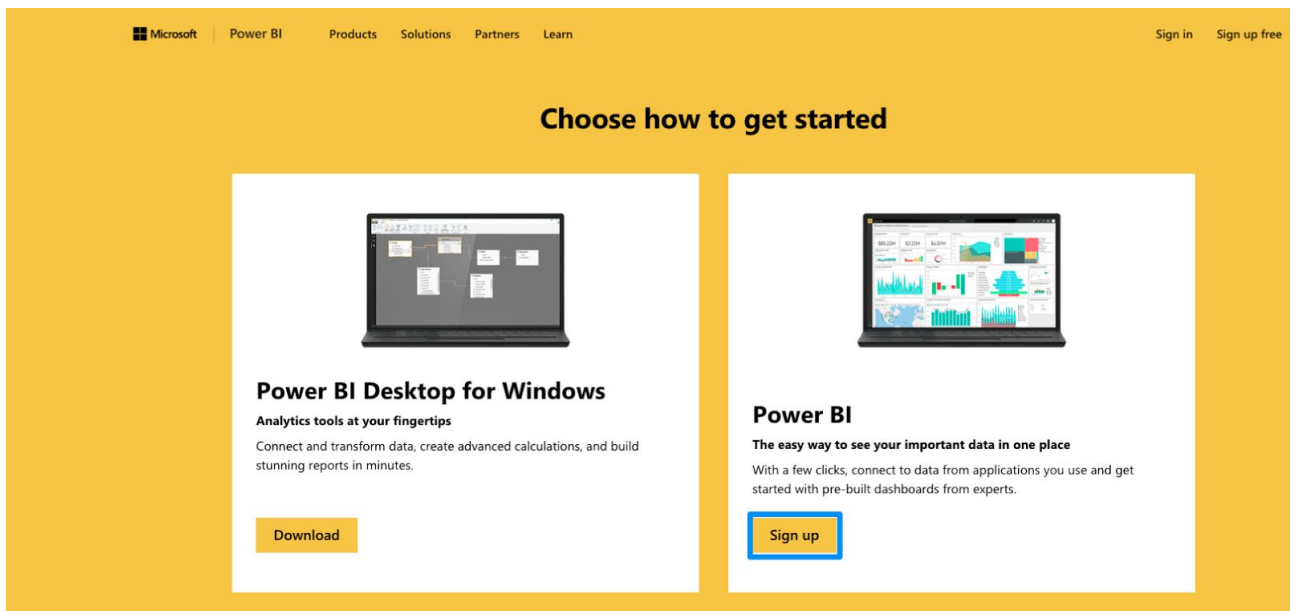 Microsoft Power BI Products Solutions Partners Learn Sign in Sign up free
Choose how to get started
Power BI Desktop for Windows
Analytics tools at your fingertips
Connect and transform data, create advanced calculations, and build
stunning reports in minutes.
Download
Power BI
The easy way to see your important data in one place
With a few clicks, connect to data from applications you use and get
started with pre-built dashboards from experts.
Sign up